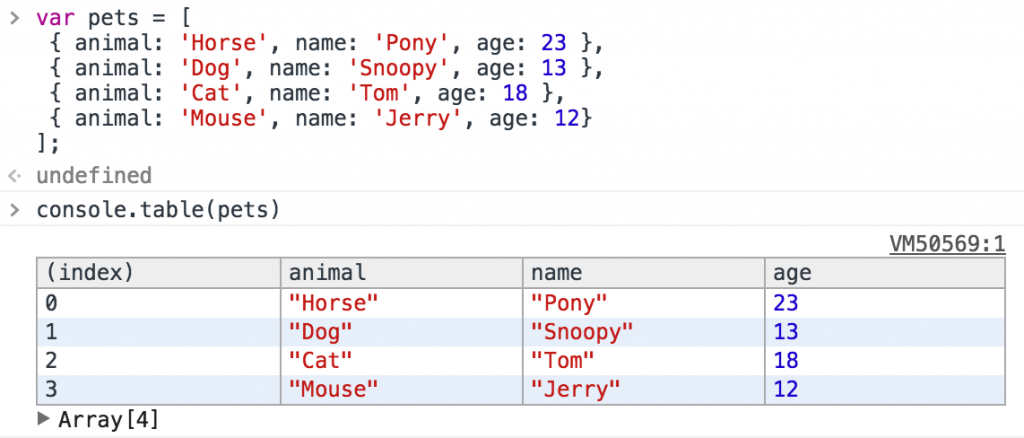 > var pets = [
{ animal: 'Horse', name: 'Pony', age: 23 },
{ animal: 'Dog', name: 'Snoopy', age: 13 },
{ animal: 'Cat', name: 'Tom', age: 18 },
{ animal: 'Mouse', name: 'Jerry', age: 12}
];
undefined
> console.table(pets)
VM50569:1
(index) animal name age
0 "Horse" "Pony" 23
1 "Dog" "Snoopy" 13
2 "Cat" "Tom" 18
3 "Mouse" "Jerry" 12
▶ Array[4]